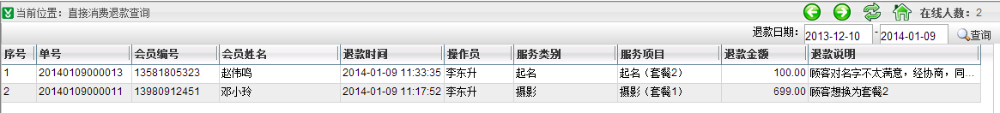 当前位置：直接消费退款查询 在线人数：2
退款日期：2013-12-10 - 2014-01-09 查询
序号 单号 会员编号 会员姓名 退款时间 操作员 服务类别 服务项目 退款金额 退款说明
1 20140109000013 13581805323 赵伟鸣 2014-01-09 11:33:35 李东升 起名 起名（套餐2） 100.00 顾客对名字不太满意，经协商，同...
2 20140109000011 13980912451 邓小玲 2014-01-09 11:17:52 李东升 摄影 摄影（套餐1） 699.00 顾客想换为套餐2